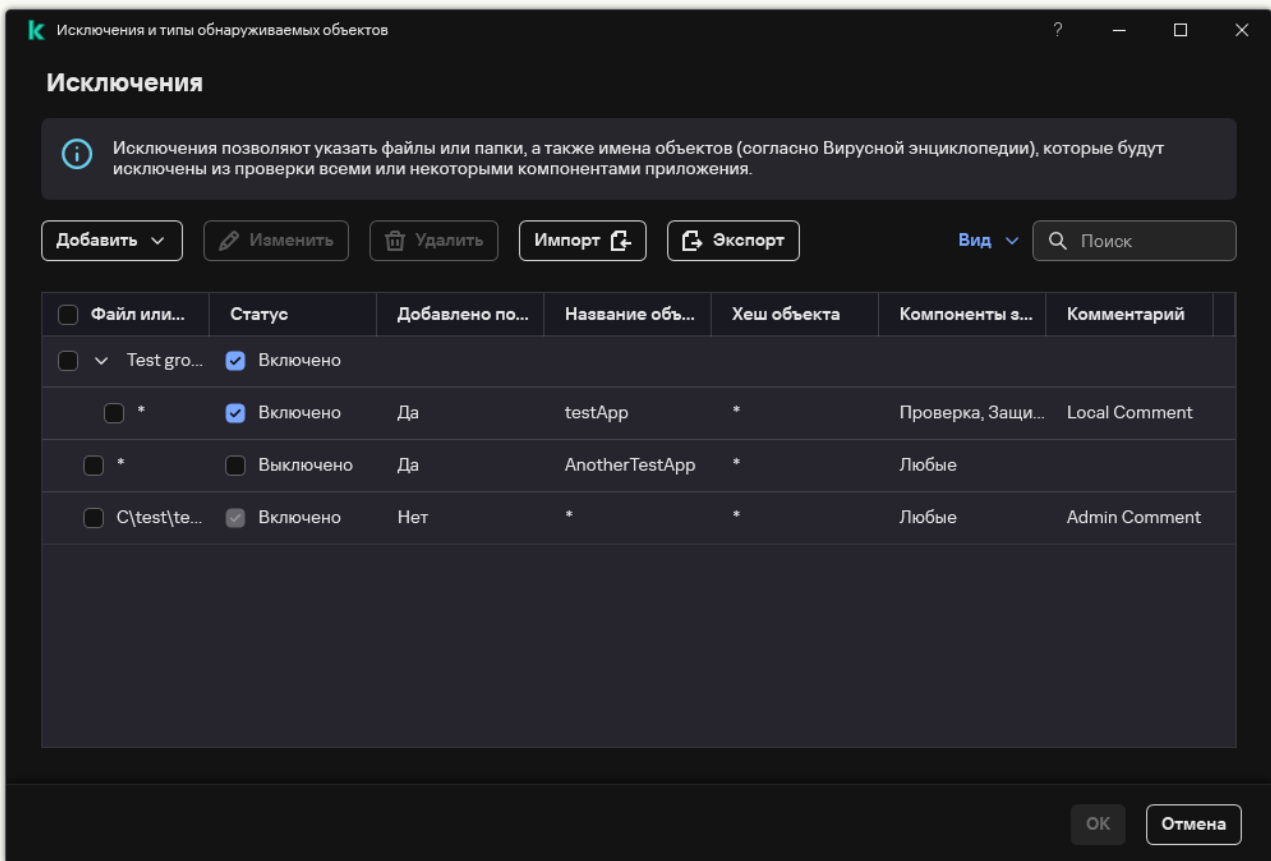 Исключения и типы обнаруживаемых объектов
?
Исключения
Исключения позволяют указать файлы или папки, а также имена объектов (согласно Вирусной энциклопедии), которые будут
исключены из проверки всеми или некоторыми компонентами приложения.
Добавить Изменить Удалить Импорт Экспорт Вид Поиск
Файл или... Статус Добавлено по... Название объ... Хеш объекта Компоненты з... Комментарий
Test gro... Включено
* Включено Да testApp * Проверка, Защи... Local Comment
* Выключено Да AnotherTestApp * Любые
C\test\te... Включено Нет * * Любые Admin Comment
ОК Отмена